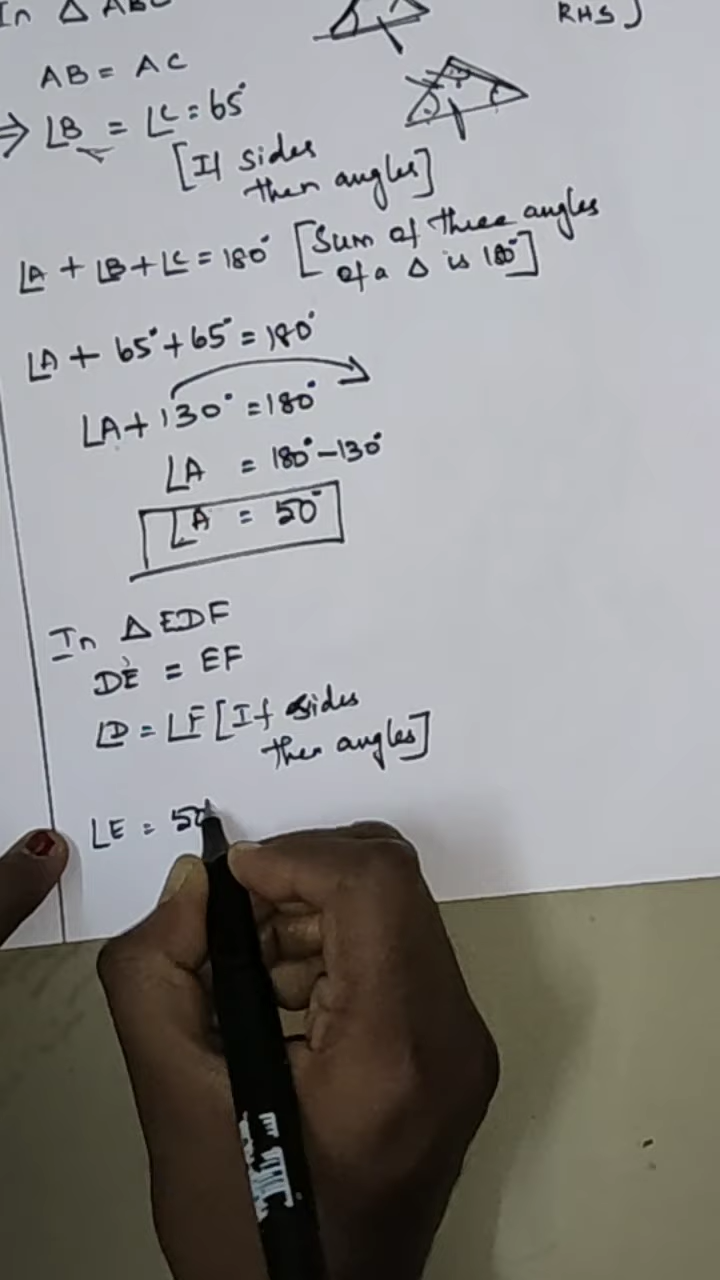 In Δ ABC
RHS)
AB = AC
⇒ ∠B = ∠C = 65°
[If sides
then angles]
∠A + ∠B + ∠C = 180° [Sum of three angles
of a Δ is 180°]
∠A + 65° + 65° = 180°
∠A + 130° = 180°
∠A = 180° - 130°
∠A = 50°
In Δ EDF
DE = EF
∠D = ∠F [If sides
then angles]
∠E = 50